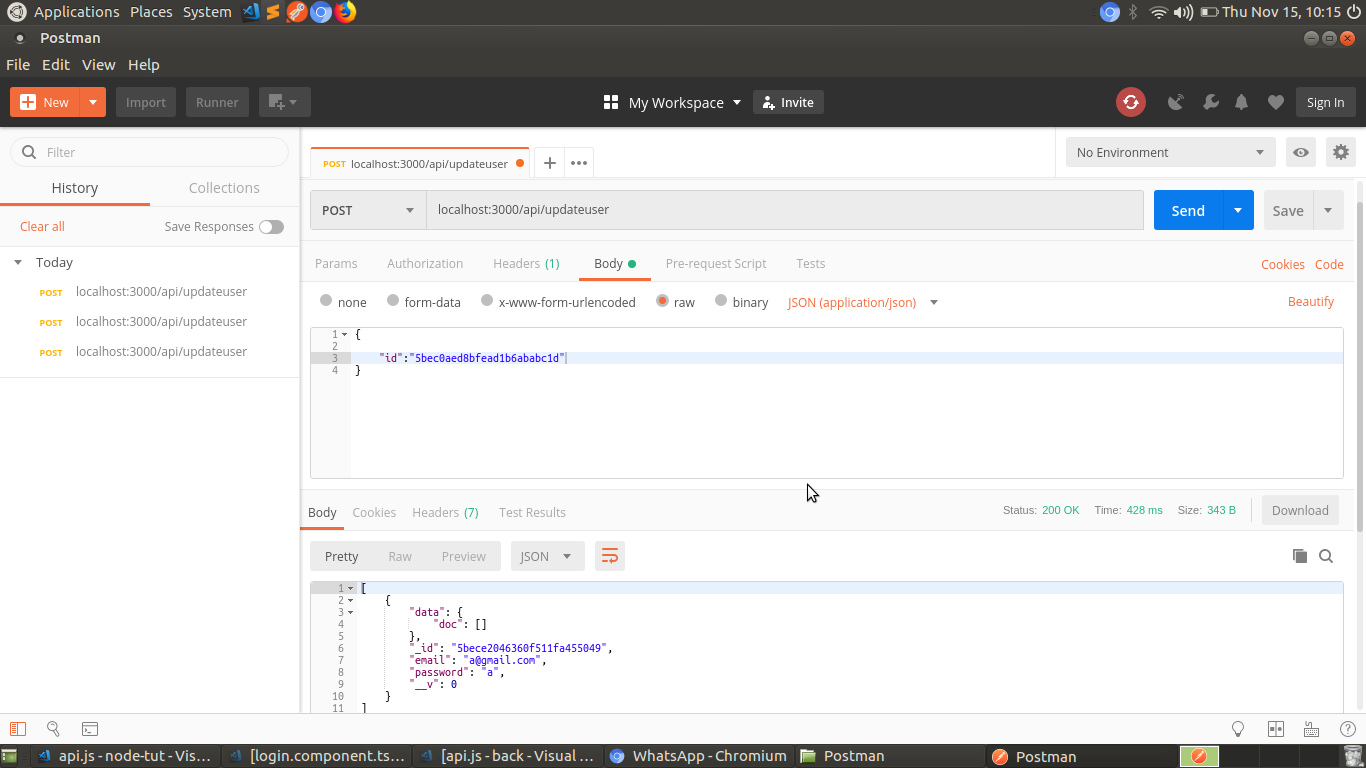 Applications Places System Thu Nov 15, 10:15
Postman
File Edit View Help
New Import Runner My Workspace Invite Sign In
Filter
History Collections
Clear all Save Responses
Today
POST localhost:3000/api/updateuser
POST localhost:3000/api/updateuser
POST localhost:3000/api/updateuser
POST localhost:3000/api/updateuser
No Environment
POST localhost:3000/api/updateuser Send Save
Params Authorization Headers (1) Body Pre-request Script Tests Cookies Code
none form-data x-www-form-urlencoded raw binary JSON (application/json) Beautify
1 {
2
3 "id":"5bec0aed8bfead1b6ababc1d"
4 }
Body Cookies Headers (7) Test Results Status: 200 OK Time: 428 ms Size: 343 B Download
Pretty Raw Preview JSON
1 [
2 {
3 "data": {
4 "doc": []
5 },
6 "_id": "5bece2046360f511fa455049",
7 "email": "a@gmail.com",
8 "password": "a",
9 "__v": 0
10 }
11 ]
api.js - node-tut - Vis... [login.component.ts... [api.js - back - Visual ... WhatsApp - Chromium Postman Postman